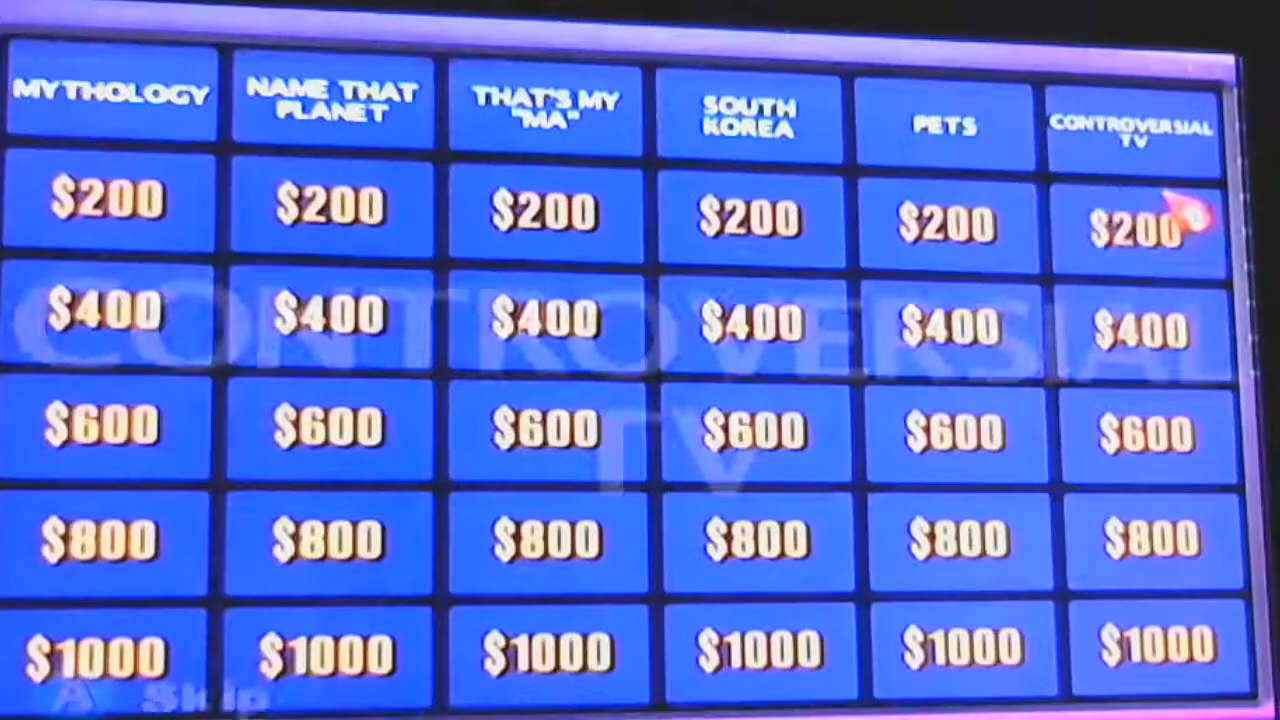 MYTHOLOGY
NAME THAT
PLANET
THAT'S MY
"MA"
SOUTH
KOREA
PETS
CONTROVERSIAL
TV
$200 $200 $200 $200 $200 $200
$400 $400 $400 $400 $400 $400
$600 $600 $600 $600 $600 $600
$800 $800 $800 $800 $800 $800
$1000 $1000 $1000 $1000 $1000 $1000
CONTROVERSIAL
TV
A Skip